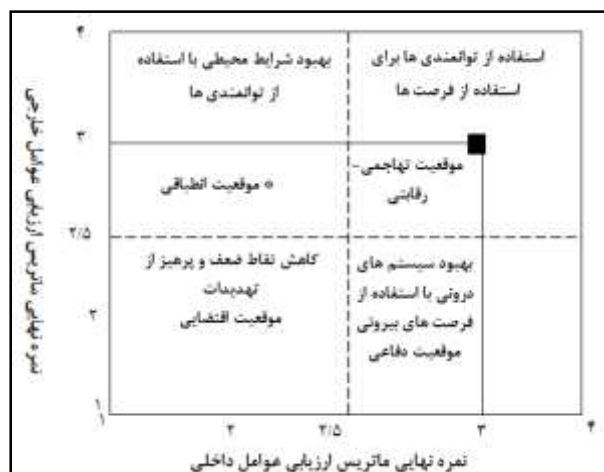 ۴
بهبود شرایط محیطی با استفاده
از توانمندی ها
استفاده از توانمندی ها برای
استفاده از فرصت ها
۳
* موقعیت انطباقی
موقعیت تهاجمی-
رقابتی
۲/۵
کاهش نقاط ضعف و پرهیز از
تهدیدات
موقعیت اقتضایی
بهبود سیستم های
درونی با استفاده از
فرصت های بیرونی
موقعیت دفاعی
۲
۱
۱
۲
۲/۵
۳
۴
نمره نهایی ماتریس ارزیابی عوامل خارجی
نمره نهایی ماتریس ارزیابی عوامل داخلی